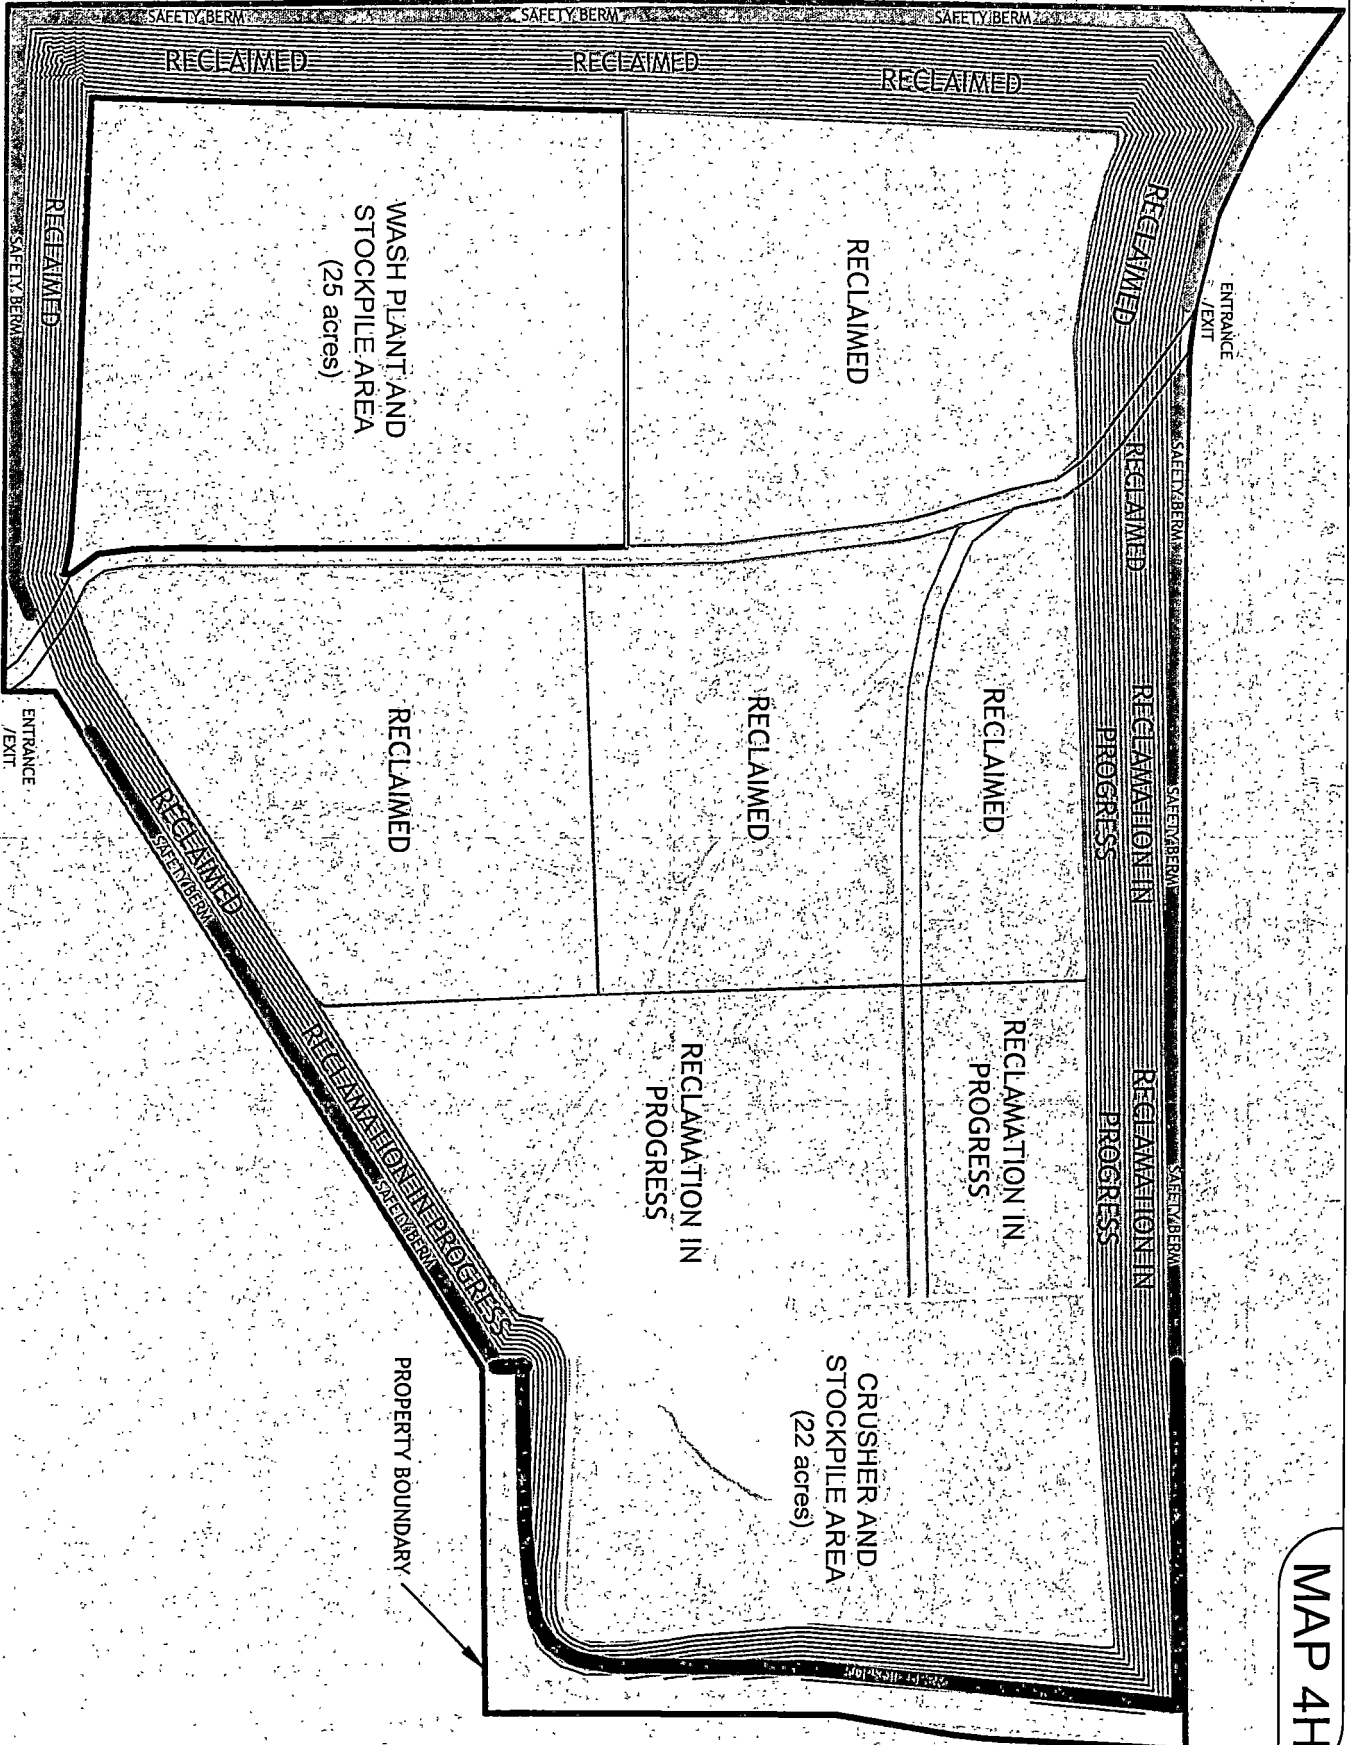 MAP 4H
SAFETY BERM
SAFETY BERM
SAFETY BERM
RECLAIMED
RECLAIMED
RECLAIMED
RECLAIMED
ENTRANCE
/EXIT
RECLAIMED
SAFETY BERM
RECLAIMED
RECLAMATION IN
PROGRESS
SAFETY BERM
RECLAMATION IN
PROGRESS
SAFETY BERM
WASH PLANT AND
STOCKPILE AREA
(25 acres)
RECLAIMED
RECLAIMED
RECLAIMED
RECLAIMED
RECLAMATION IN
PROGRESS
RECLAMATION IN
PROGRESS
CRUSHER AND
STOCKPILE AREA
(22 acres)
RECLAIMED
SAFETY BERM
SAFETY BERM
ENTRANCE
/EXIT
RECLAIMED
SAFETY BERM
RECLAMATION IN PROGRESS
SAFETY BERM
PROPERTY BOUNDARY